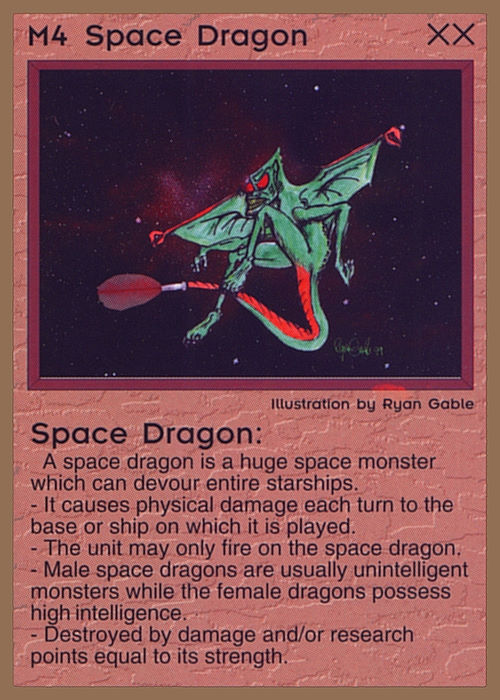 M4 Space Dragon XX
Illustration by Ryan Gable
Space Dragon:
A space dragon is a huge space monster
which can devour entire starships.
- It causes physical damage each turn to the
base or ship on which it is played.
- The unit may only fire on the space dragon.
- Male space dragons are usually unintelligent
monsters while the female dragons possess
high intelligence.
- Destroyed by damage and/or research
points equal to its strength.